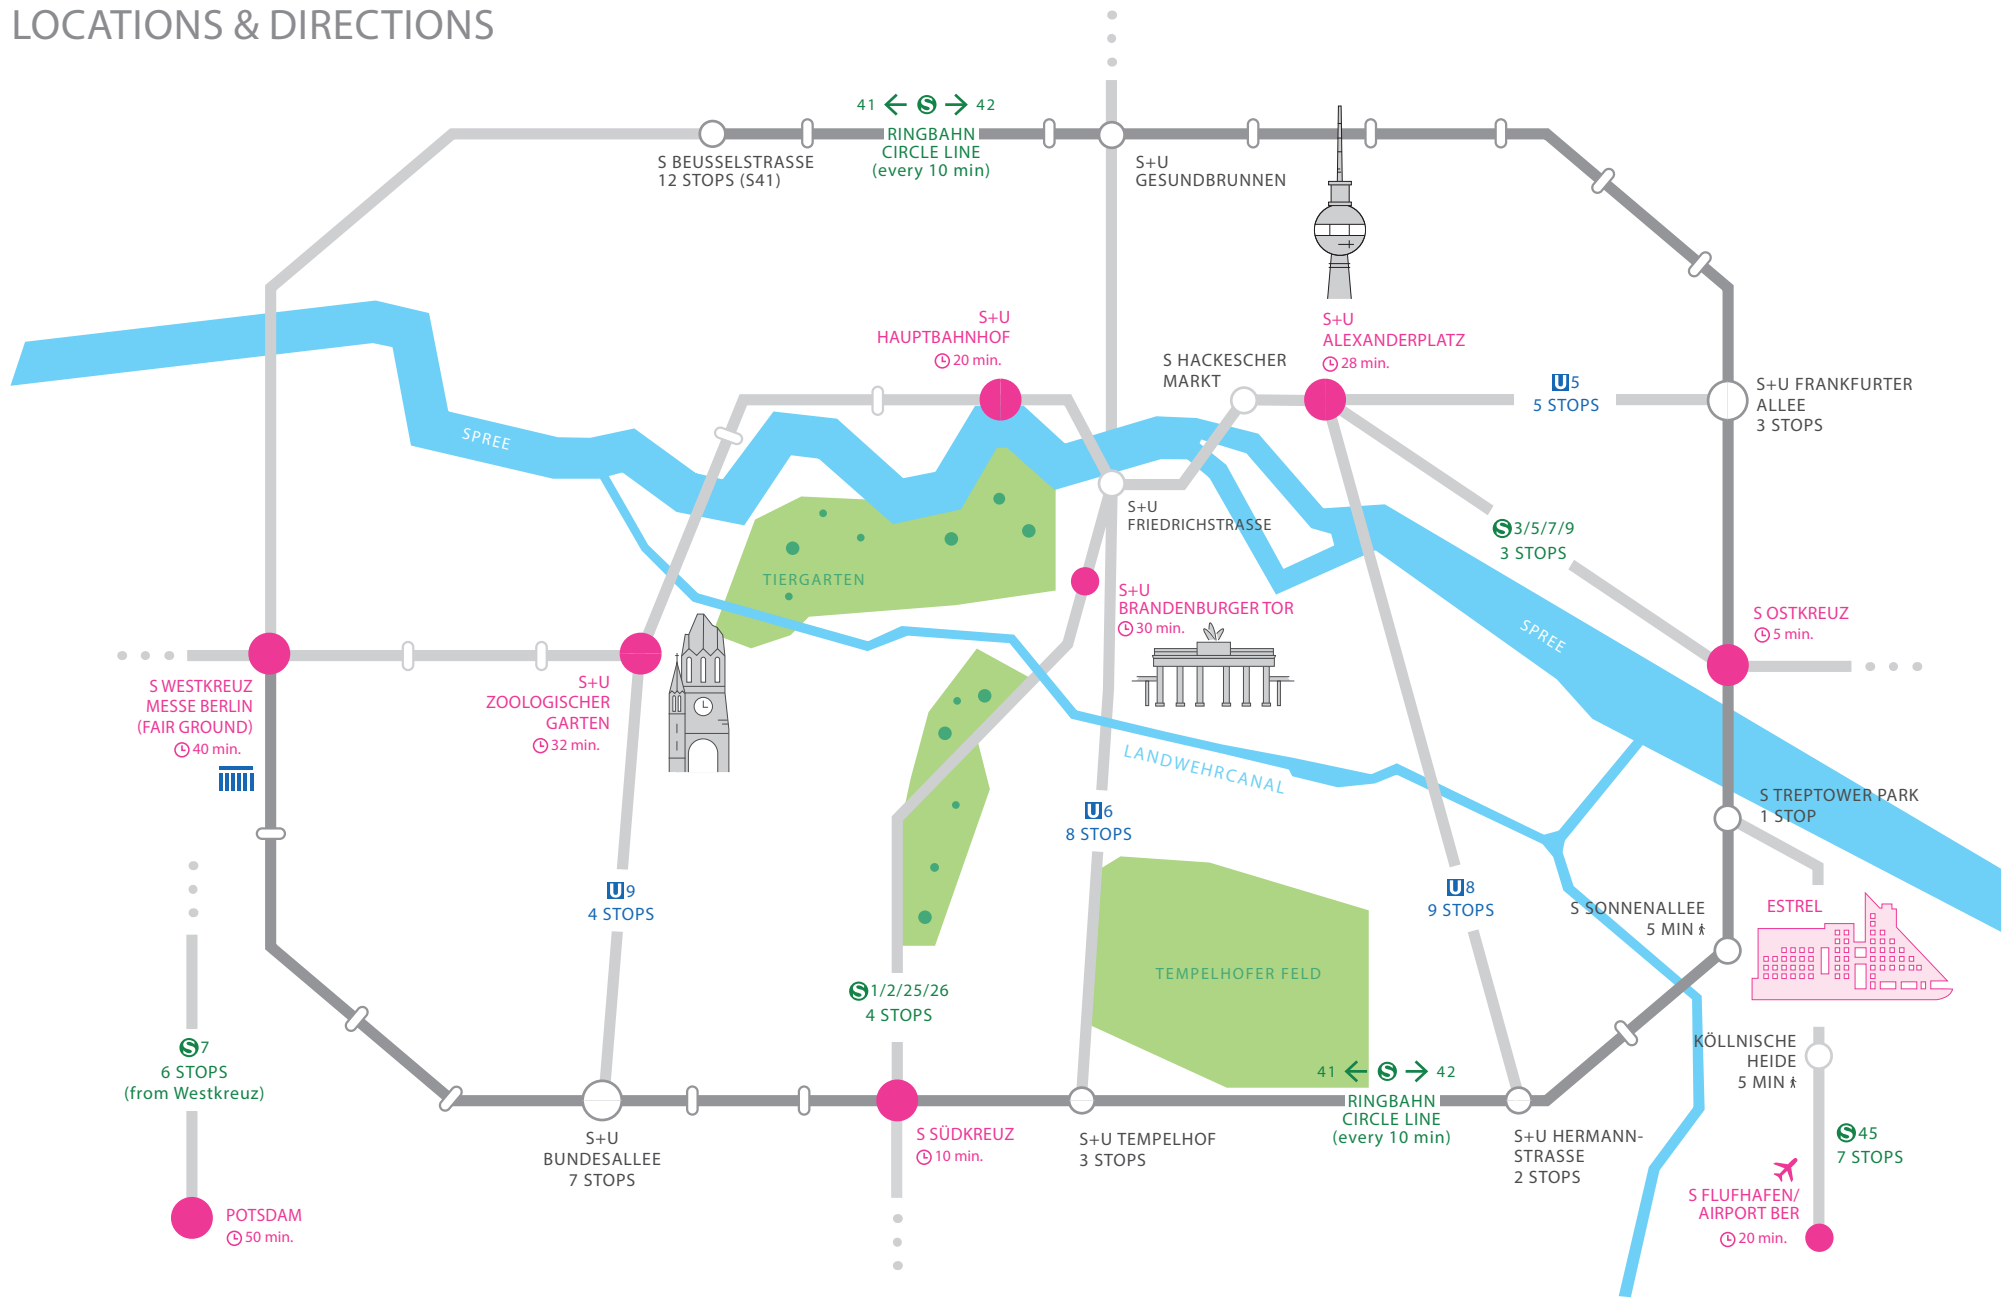 LOCATIONS & DIRECTIONS
41 S 42
RINGBAHN
CIRCLE LINE
(every 10 min)
S BEUSSELSTRASSE
12 STOPS (S41)
S+U
GESUNDBRUNNEN
S+U
HAUPTBAHNHOF
20 min.
S HACKESCHER
MARKT
S+U
ALEXANDERPLATZ
28 min.
U5
5 STOPS
S+U FRANKFURTER
ALLEE
3 STOPS
SPREE
S+U
FRIEDRICHSTRASSE
S 3/5/7/9
3 STOPS
TIERGARTEN
S+U
BRANDENBURGER TOR
30 min.
SPREE
S OSTKREUZ
5 min.
S WESTKREUZ
MESSE BERLIN
(FAIR GROUND)
40 min.
S+U
ZOOLOGISCHER
GARTEN
32 min.
LANDWEHRCANAL
S TREPTOWER PARK
1 STOP
U6
8 STOPS
U9
4 STOPS
U8
9 STOPS
S SONNENALLEE
5 MIN
ESTREL
TEMPELHOFER FELD
S 1/2/25/26
4 STOPS
S 7
6 STOPS
(from Westkreuz)
KÖLLNISCHE
HEIDE
5 MIN
41 S 42
RINGBAHN
CIRCLE LINE
(every 10 min)
S+U
BUNDESALLEE
7 STOPS
S SÜDKREUZ
10 min.
S+U TEMPELHOF
3 STOPS
S+U HERMANN-
STRASSE
2 STOPS
S 45
7 STOPS
POTSDAM
50 min.
S FLUFHAFEN/
AIRPORT BER
20 min.